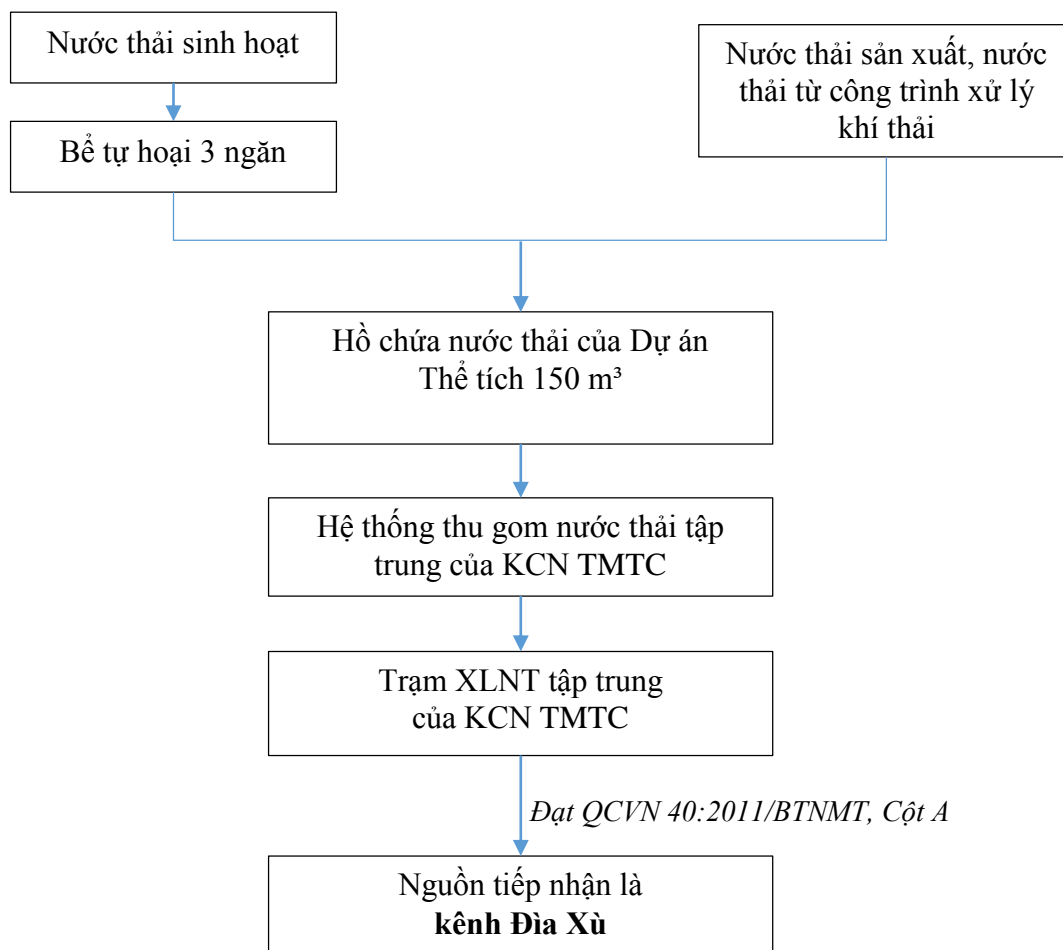 Nước thải sinh hoạt
Bể tự hoại 3 ngăn
Nước thải sản xuất, nước
thải từ công trình xử lý
khí thải
Hồ chứa nước thải của Dự án
Thể tích 150 m³
Hệ thống thu gom nước thải tập
trung của KCN TMTC
Trạm XLNT tập trung
của KCN TMTC
Đạt QCVN 40:2011/BTNMT, Cột A
Nguồn tiếp nhận là
kênh Đìa Xù